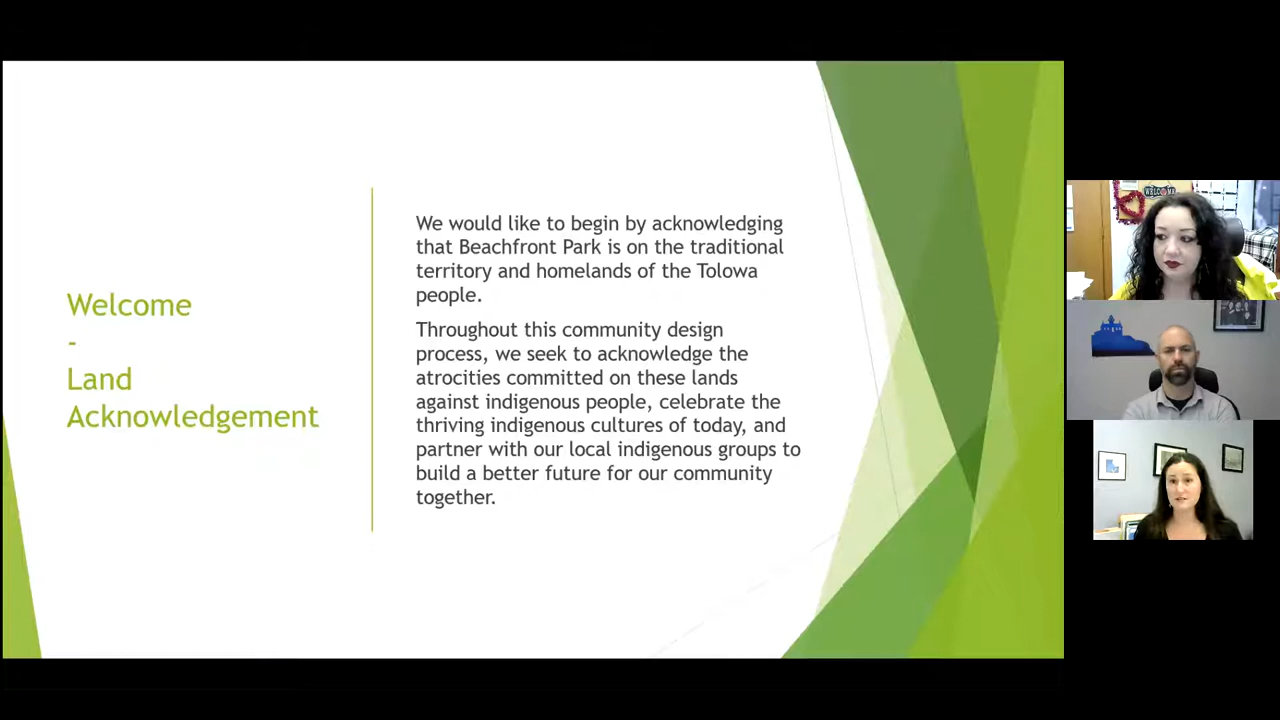 Welcome
-
Land
Acknowledgement
We would like to begin by acknowledging
that Beachfront Park is on the traditional
territory and homelands of the Tolowa
people.
Throughout this community design
process, we seek to acknowledge the
atrocities committed on these lands
against indigenous people, celebrate the
thriving indigenous cultures of today, and
partner with our local indigenous groups to
build a better future for our community
together.
WELCOME